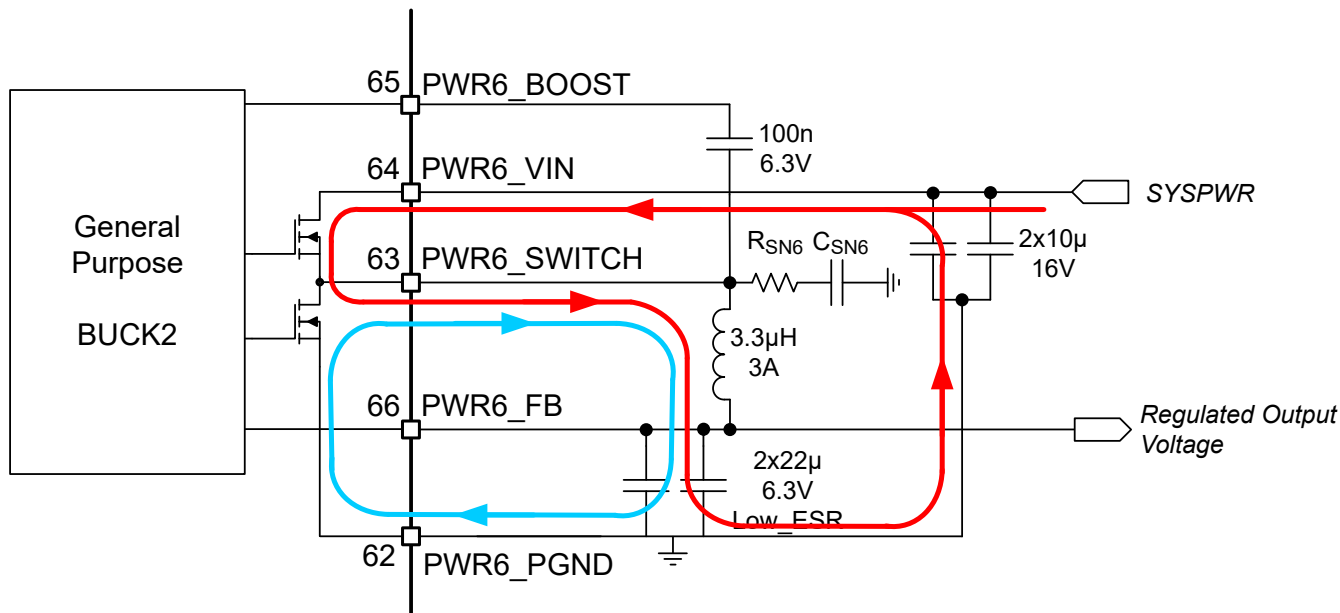 65 PWR6_BOOST
100n
6.3V
64 PWR6_VIN
SYSPWR
General
Purpose
BUCK2
63 PWR6_SWITCH
RSN6 CSN6
2x10µ
16V
3.3µH
3A
66 PWR6_FB
Regulated Output
Voltage
2x22µ
6.3V
Low_ESR
62 PWR6_PGND